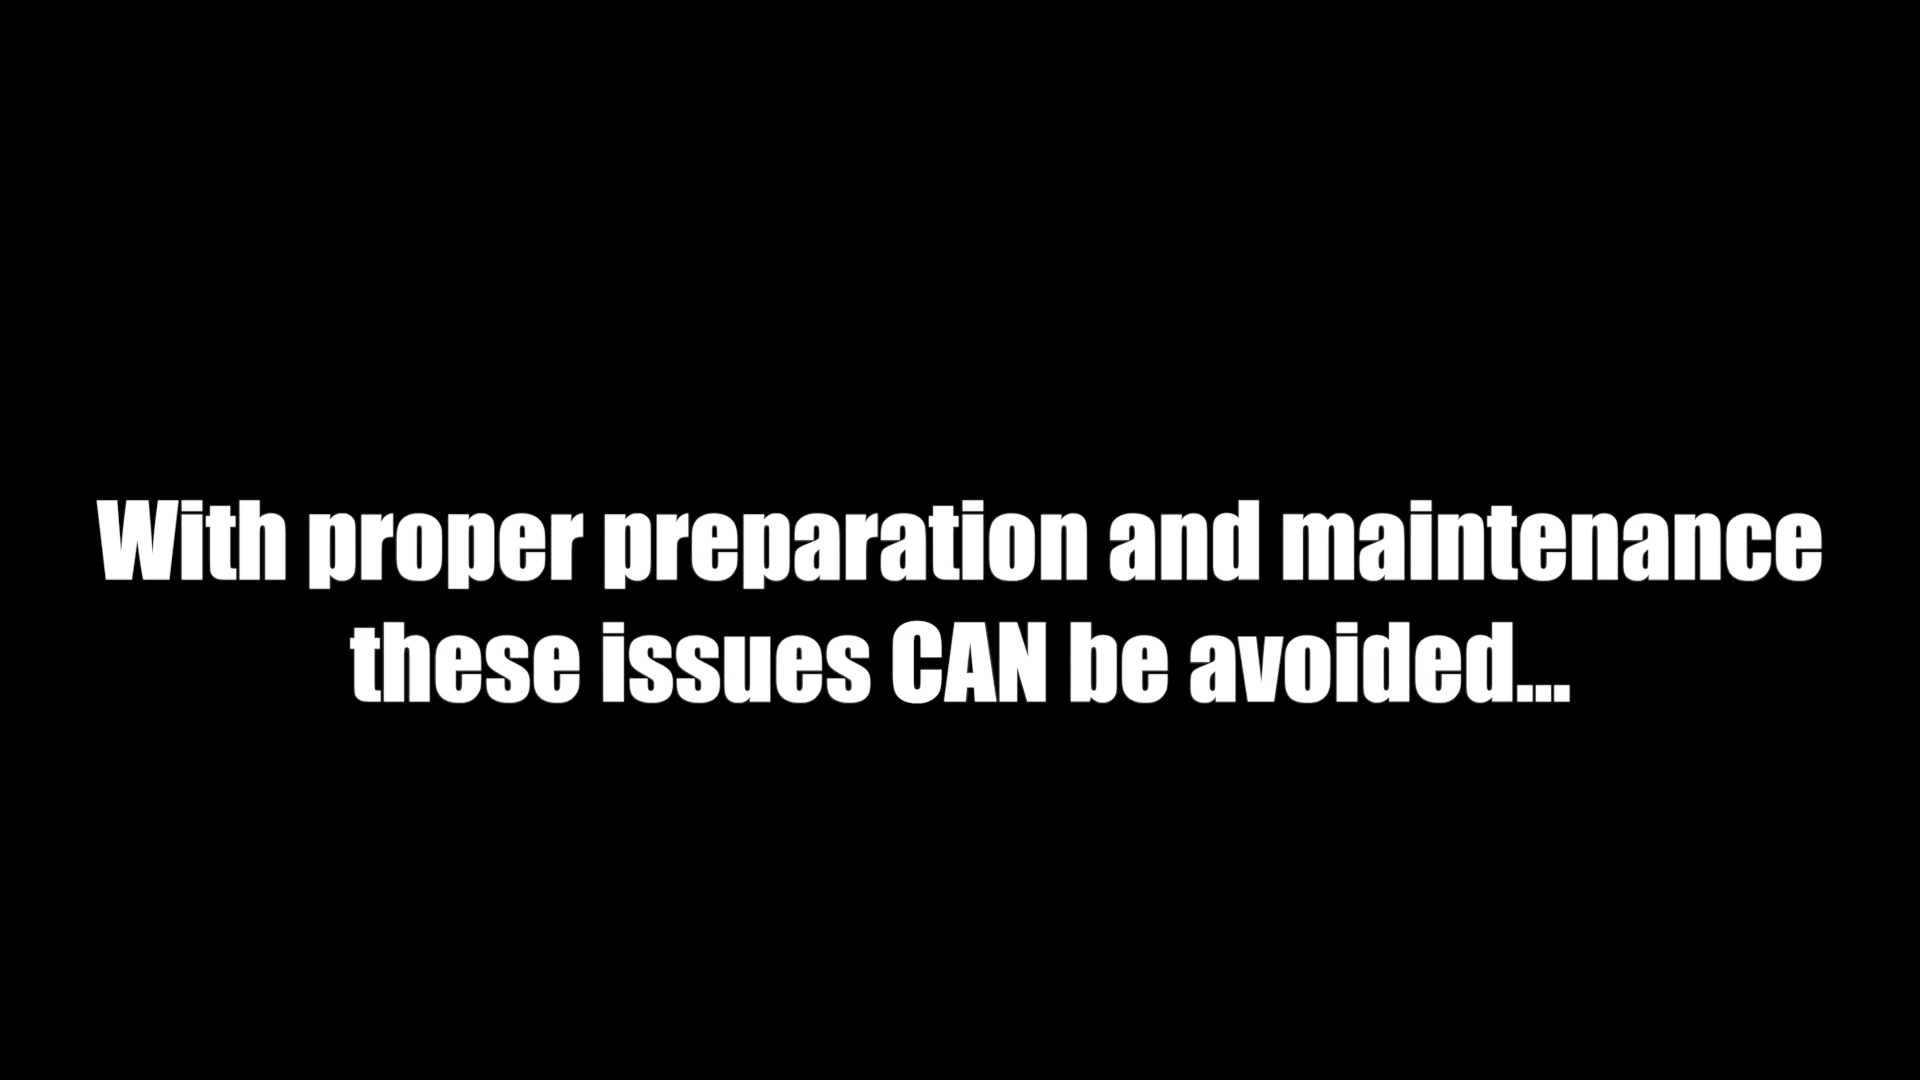 With proper preparation and maintenance
these issues CAN be avoided...